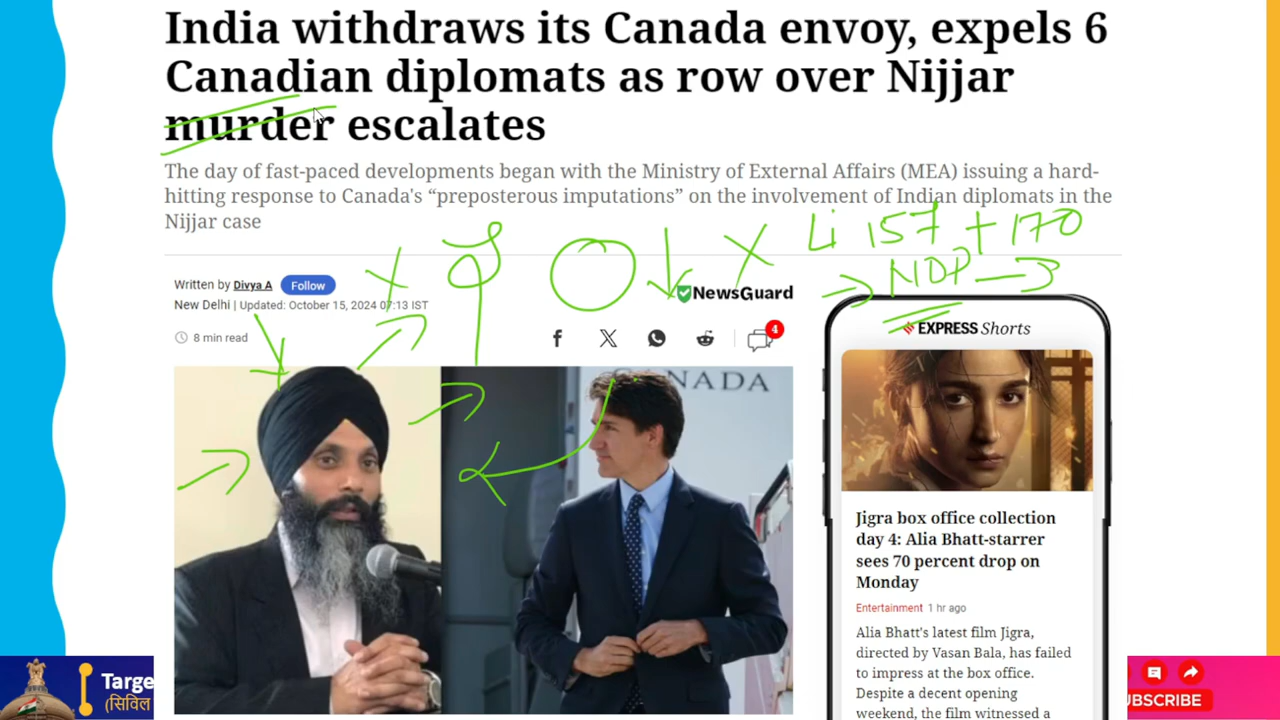 India withdraws its Canada envoy, expels 6
Canadian diplomats as row over Nijjar
murder escalates
The day of fast-paced developments began with the Ministry of External Affairs (MEA) issuing a hard-
hitting response to Canada's “preposterous imputations” on the involvement of Indian diplomats in the
Nijjar case
Li 157 + 170
NDP
Written by Divya A Follow
New Delhi | Updated: October 15, 2024 07:13 IST
NewsGuard
8 min read
4
CANADA
EXPRESS Shorts
Jigra box office collection
day 4: Alia Bhatt-starrer
sees 70 percent drop on
Monday
Entertainment 1 hr ago
Alia Bhatt's latest film Jigra,
directed by Vasan Bala, has failed
to impress at the box office.
Despite a decent opening
weekend, the film witnessed a
Targe
(सिविल
UBSCRIBE